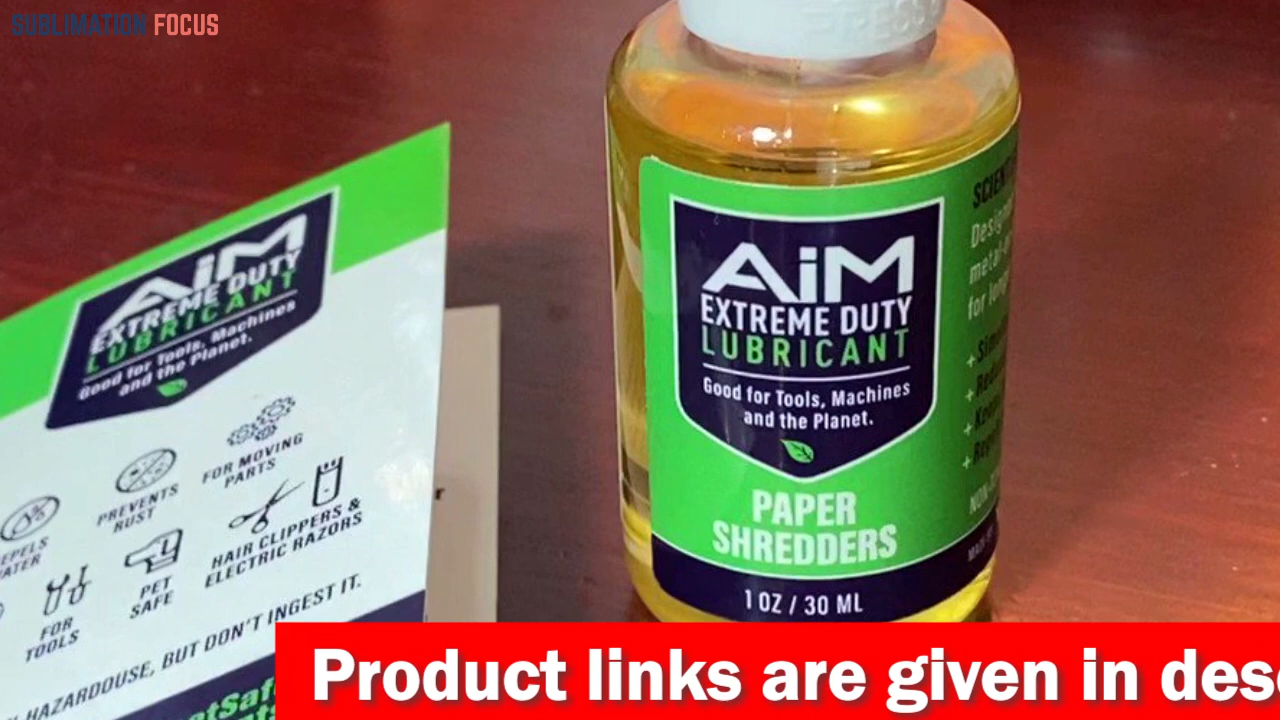 SUBLIMATION FOCUS
AiM
EXTREME DUTY
LUBRICANT
Good for Tools, Machines
and the Planet.
FOR MOVING
PARTS
PREVENTS
RUST
HAIR CLIPPERS &
ELECTRIC RAZORS
PET
SAFE
FOR
TOOLS
HAZARDOUSE, BUT DON'T INGEST IT.
AiM
EXTREME DUTY
LUBRICANT
Good for Tools, Machines
and the Planet.
PAPER
SHREDDERS
1 OZ / 30 ML
for
Product links are given in